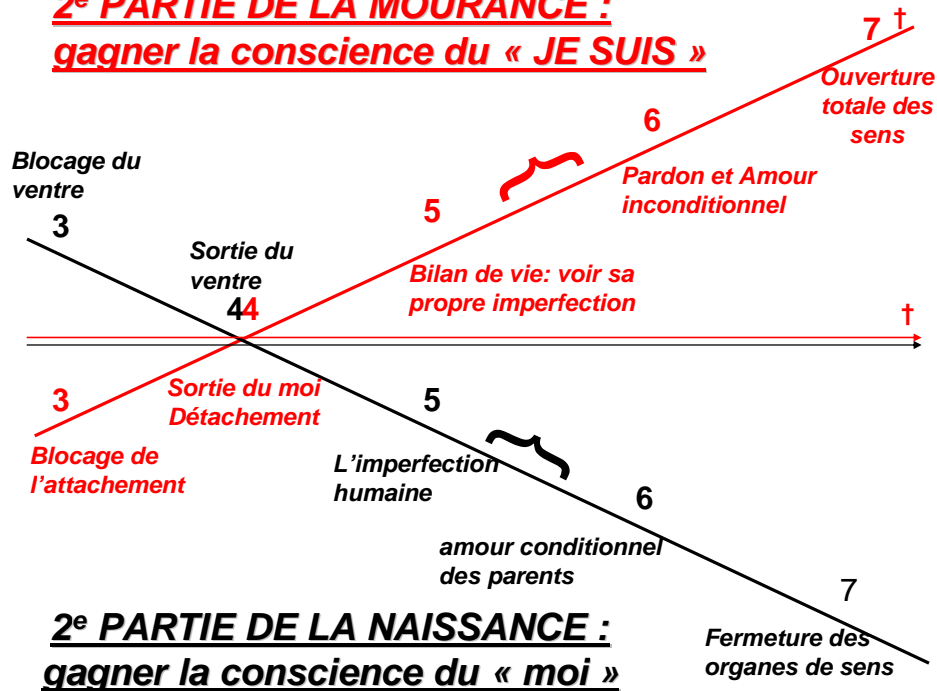 2e PARTIE DE LA MOURANCE :
gagner la conscience du « JE SUIS »
7 †
Ouverture
totale des
sens
6
Pardon et Amour
inconditionnel
Blocage du
ventre
3
5
Sortie du
ventre
44
Bilan de vie: voir sa
propre imperfection
†
3
Sortie du moi
Détachement
5
Blocage de
l'attachement
L'imperfection
humaine
6
amour conditionnel
des parents
7
2e PARTIE DE LA NAISSANCE :
gagner la conscience du « moi »
Fermeture des
organes de sens